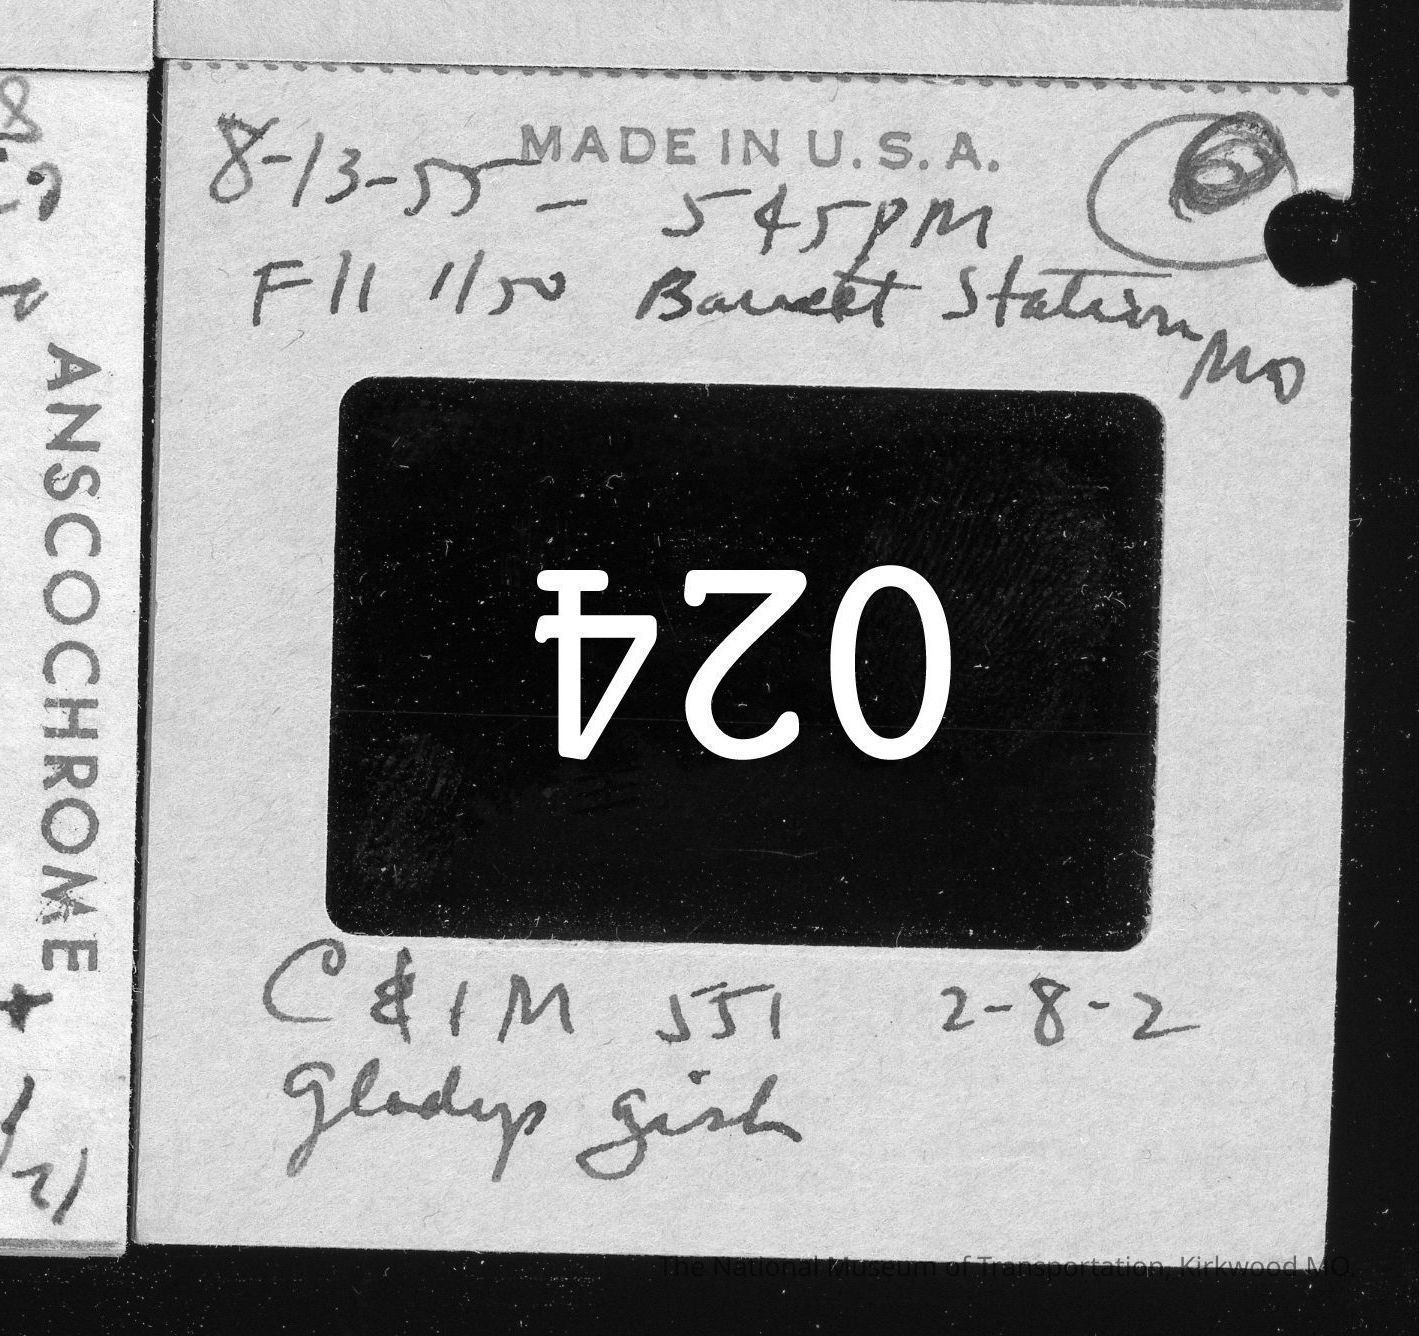 MADE IN U.S.A.
8-13-55 - 545PM
F11 1/50 Barrett Station
MO
024
C & I M 551 2-8-2
Gladys Gish
ANSCOCHROME
The National Museum of Transportation, Kirkwood MO.